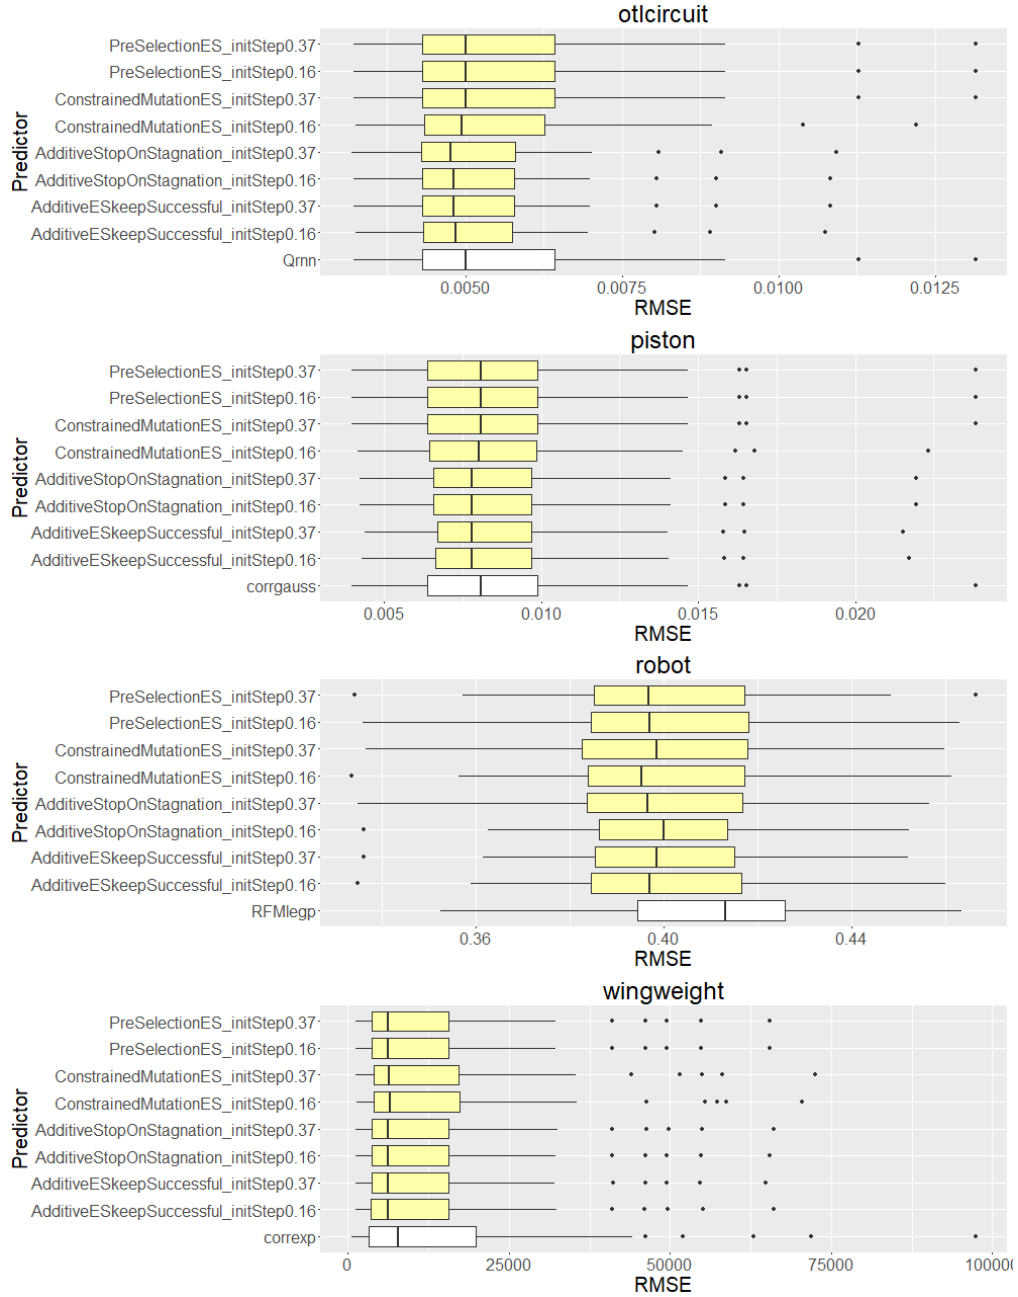 otlcircuit
PreSelectionES_initStep0.37
PreSelectionES_initStep0.16
ConstrainedMutationES_initStep0.37
ConstrainedMutationES_initStep0.16
AdditiveStopOnStagnation_initStep0.37
AdditiveStopOnStagnation_initStep0.16
AdditiveESkeepSuccessful_initStep0.37
AdditiveESkeepSuccessful_initStep0.16
Qrnn
Predictor
0.0050 0.0075 0.0100 0.0125
RMSE
piston
PreSelectionES_initStep0.37
PreSelectionES_initStep0.16
ConstrainedMutationES_initStep0.37
ConstrainedMutationES_initStep0.16
AdditiveStopOnStagnation_initStep0.37
AdditiveStopOnStagnation_initStep0.16
AdditiveESkeepSuccessful_initStep0.37
AdditiveESkeepSuccessful_initStep0.16
corrgauss
Predictor
0.005 0.010 0.015 0.020
RMSE
robot
PreSelectionES_initStep0.37
PreSelectionES_initStep0.16
ConstrainedMutationES_initStep0.37
ConstrainedMutationES_initStep0.16
AdditiveStopOnStagnation_initStep0.37
AdditiveStopOnStagnation_initStep0.16
AdditiveESkeepSuccessful_initStep0.37
AdditiveESkeepSuccessful_initStep0.16
RFMlegp
Predictor
0.36 0.40 0.44
RMSE
wingweight
PreSelectionES_initStep0.37
PreSelectionES_initStep0.16
ConstrainedMutationES_initStep0.37
ConstrainedMutationES_initStep0.16
AdditiveStopOnStagnation_initStep0.37
AdditiveStopOnStagnation_initStep0.16
AdditiveESkeepSuccessful_initStep0.37
AdditiveESkeepSuccessful_initStep0.16
correxp
Predictor
0 25000 50000 75000 100000
RMSE